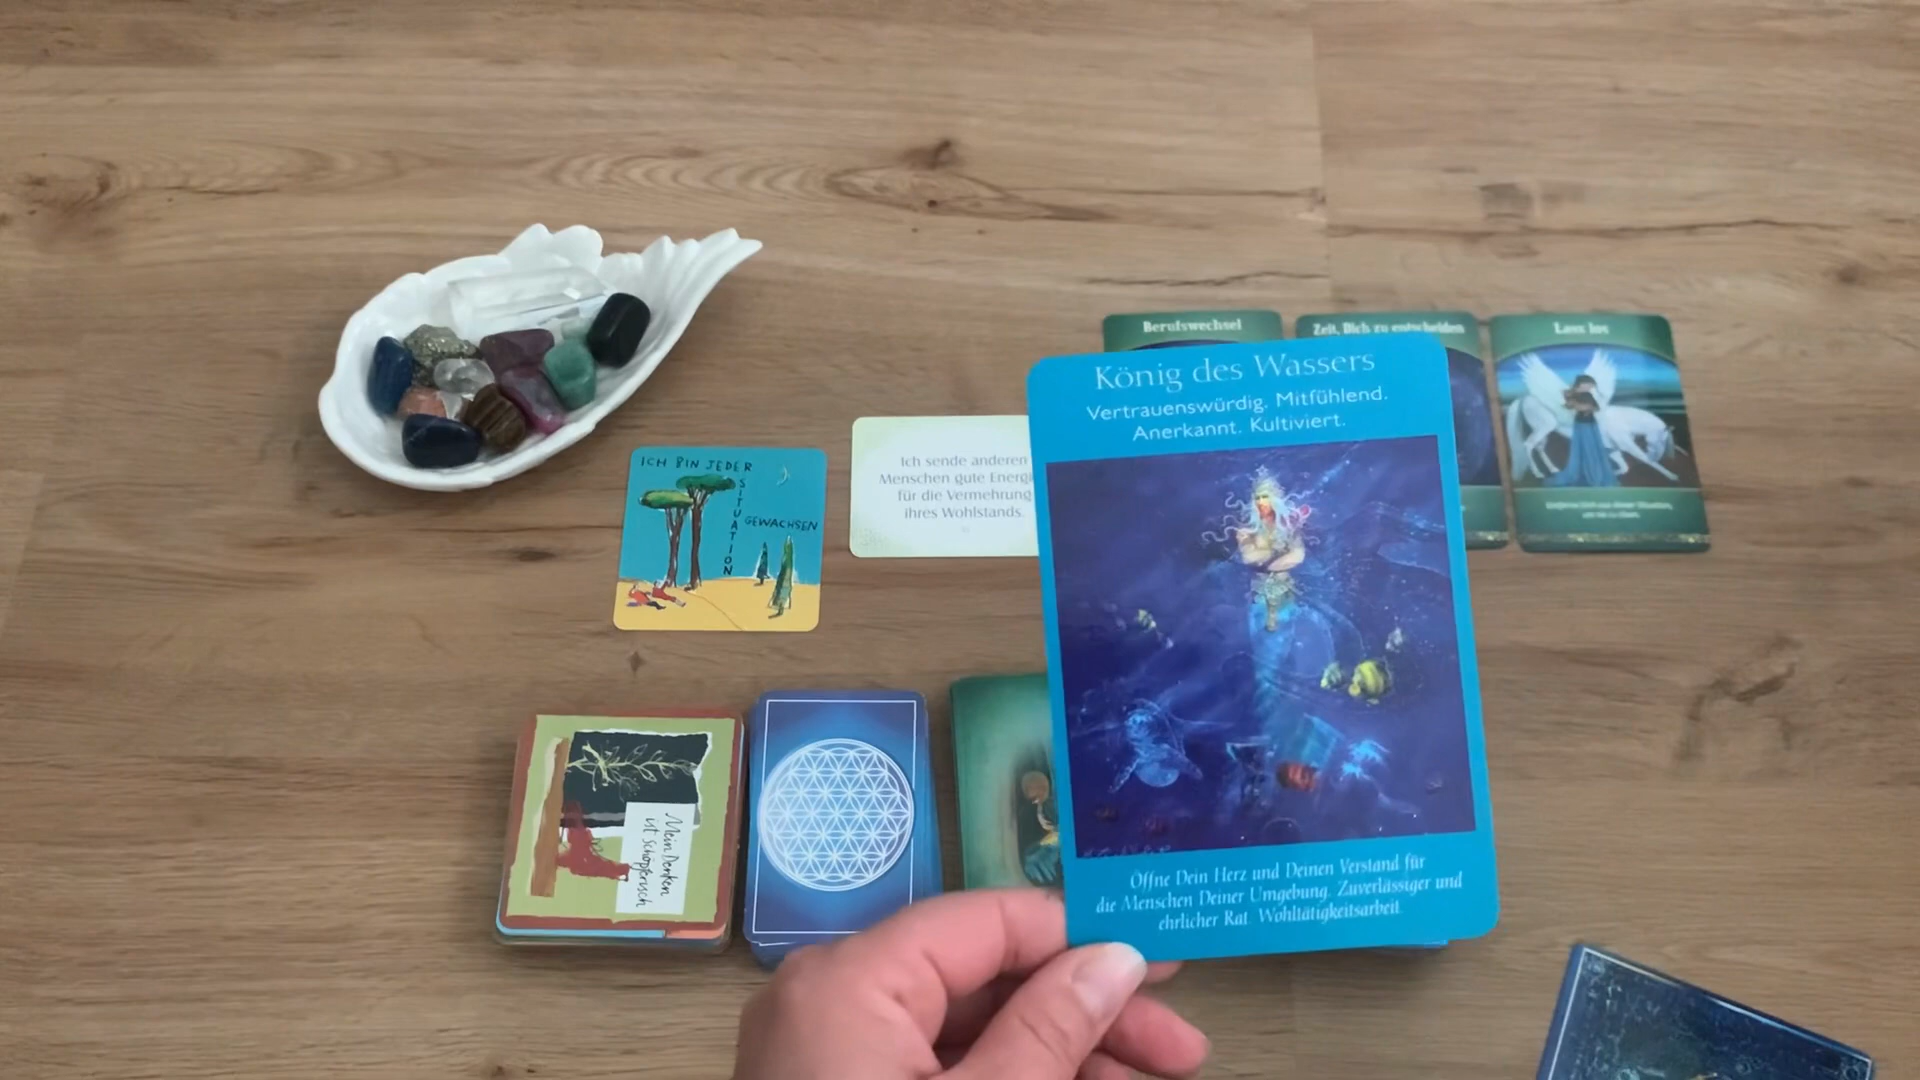 Berufswechsel
Zeit, Dich zu entscheiden
Lass los
König des Wassers
Vertrauenswürdig. Mitfühlend.
Anerkannt. Kultiviert.
ICH BIN JEDER
SITUATION
GEWACHSEN
Ich sende anderen
Menschen gute Energi
für die Vermehrung
ihres Wohlstands.
Mein Denken
ist schöpferisch
Öffne Dein Herz und Deinen Verstand für
die Menschen Deiner Umgebung. Zuverlässiger und
ehrlicher Rat. Wohltätigkeitsarbeit.